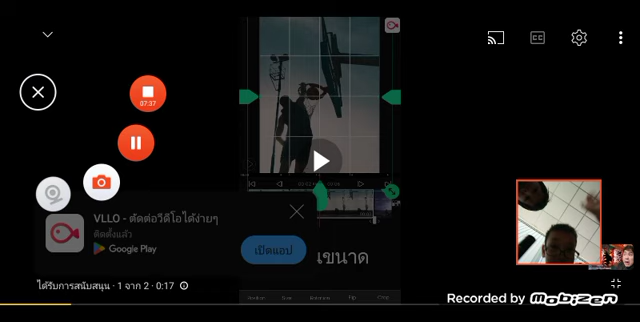 07:37
VLLO - ตัดต่อวีดีโอได้ง่ายๆ
ติดตั้งแล้ว
Google Play
เปิดแอป
เขนาด
ได้รับการสนับสนุน · 1 จาก 2 · 0:17
CC
Recorded by Mobizen